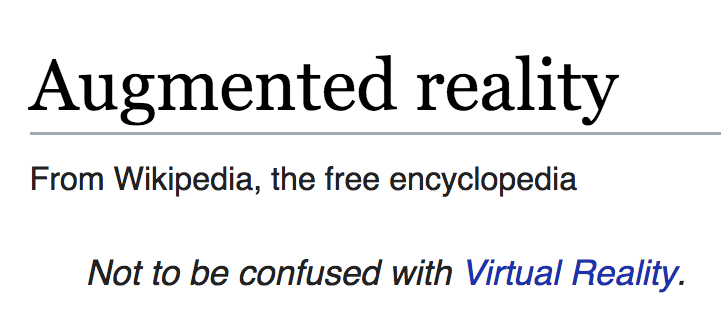 Augmented reality
From Wikipedia, the free encyclopedia
Not to be confused with Virtual Reality.